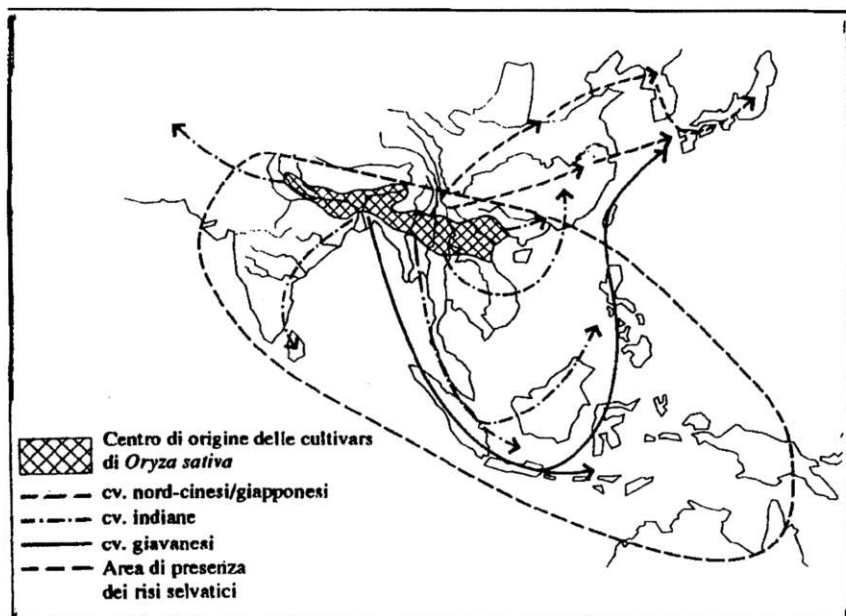 Centro di origine delle cultivars
di Oryza sativa
cv. nord-cinesi/giapponesi
cv. indiane
cv. giavanesi
Area di presenza
dei risi selvatici